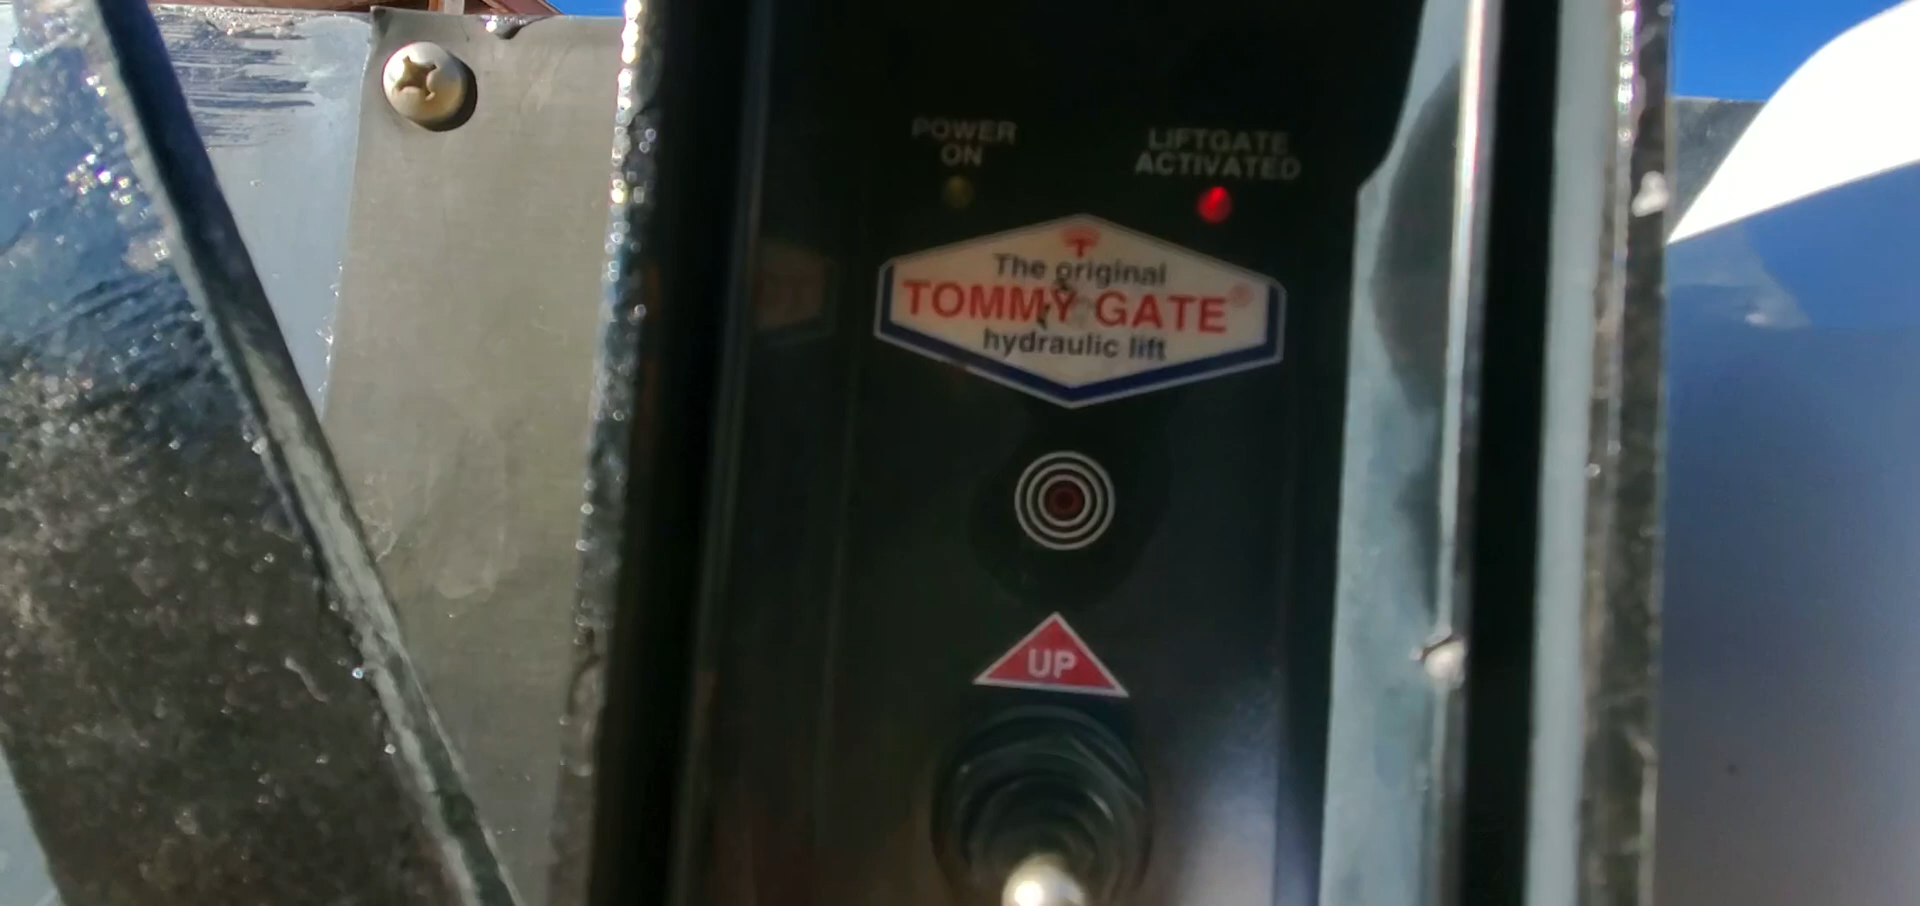 POWER
ON
LIFTGATE
ACTIVATED
The original
TOMMY GATE®
hydraulic lift
UP